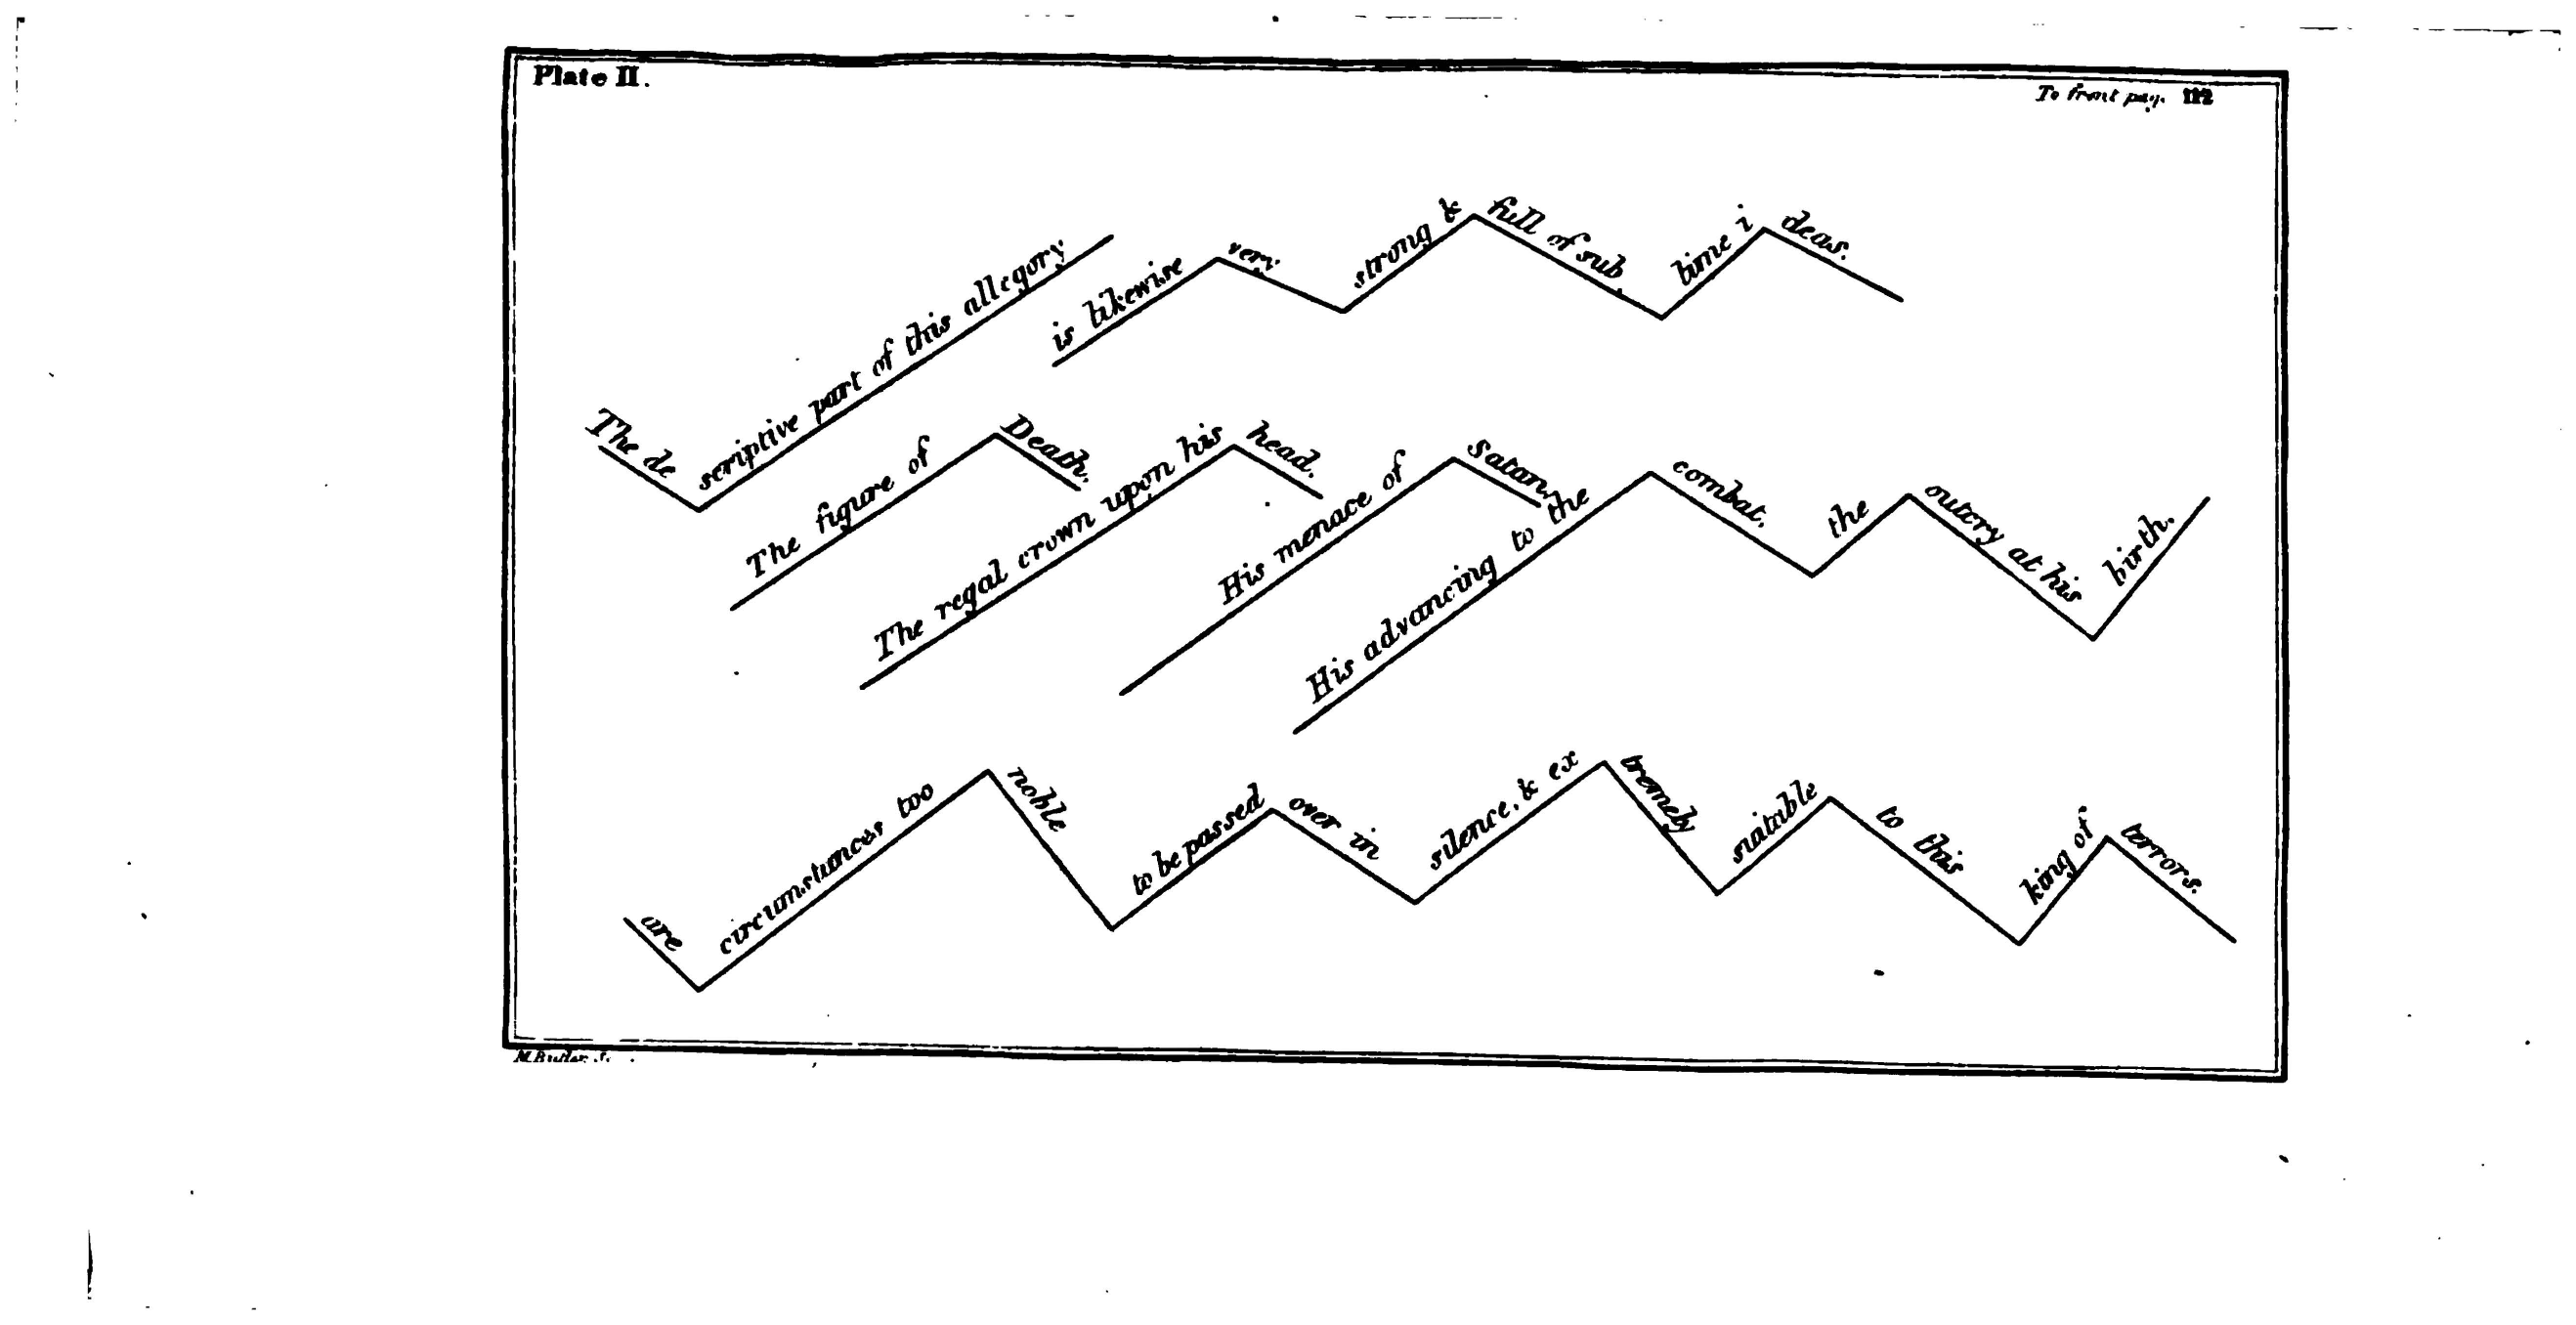 Plate II.
To front pag. 112
The de scriptive part of this allegory
is likewise very strong & full of sub. lime i deas.
The figure of Death.
The regal crown upon his head.
His menace of Satan.
His advancing to the combat. the outcry at his birth.
are circumstances too noble to be passed over in silence. & ex tremely suitable to this king of terrors.
M. Butler